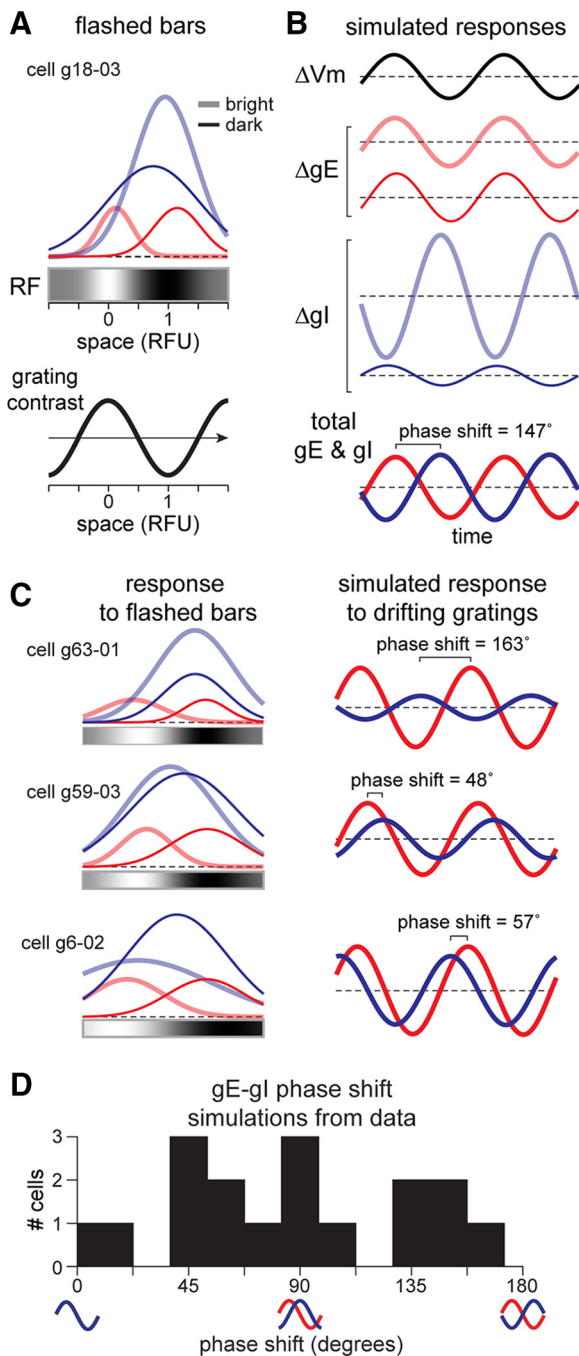 A
flashed bars
cell g18-03
bright
dark
RF
0 1
space (RFU)
grating
contrast
0 1
space (RFU)
B
simulated responses
ΔVm
ΔgE
ΔgI
total
gE & gI
phase shift = 147°
time
C
response
to flashed bars
simulated response
to drifting gratings
cell g63-01
phase shift = 163°
cell g59-03
phase shift = 48°
cell g6-02
phase shift = 57°
D
gE-gI phase shift
simulations from data
# cells
3
2
1
0
0 45 90 135 180
phase shift (degrees)